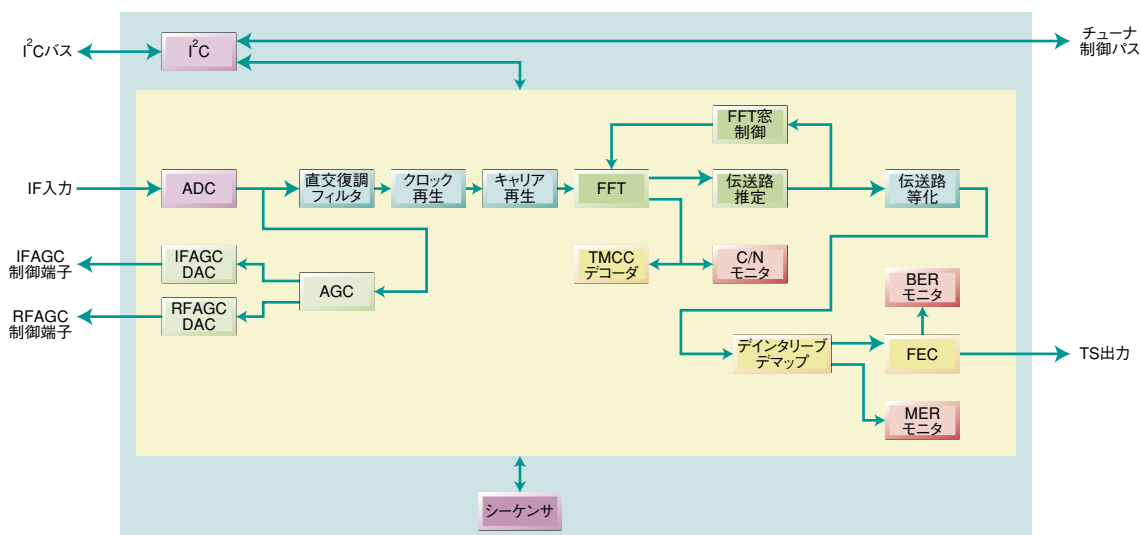 I²Cバス
I²C
チューナ
制御バス
FFT窓
制御
IF入力
ADC
直交復調
フィルタ
クロック
再生
キャリア
再生
FFT
伝送路
推定
伝送路
等化
IFAGC
制御端子
IFAGC
DAC
AGC
TMCC
デコーダ
C/N
モニタ
RFAGC
制御端子
RFAGC
DAC
BER
モニタ
デインタリーブ
デマップ
FEC
TS出力
MER
モニタ
シーケンサ